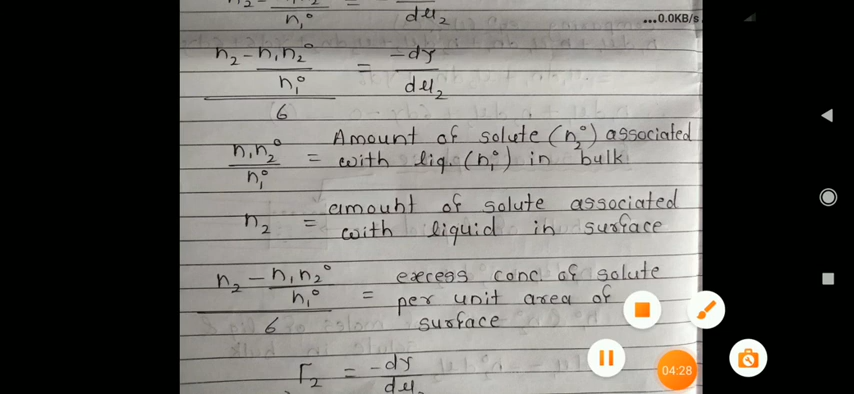 n₁° dμ₂
...0.0KB/s
n₂ - n₁n₂°/n₁° / 6 = -dγ/dμ₂
n₁n₂°/n₁° = Amount of solute (n₂°) associated
with liq. (n₁°) in bulk
n₂ = amount of solute associated
with liquid in surface
n₂ - n₁n₂°/n₁° / 6 = excess conc. of solute
per unit area of
surface
04:28
Γ₂ = -dγ/dμ₂